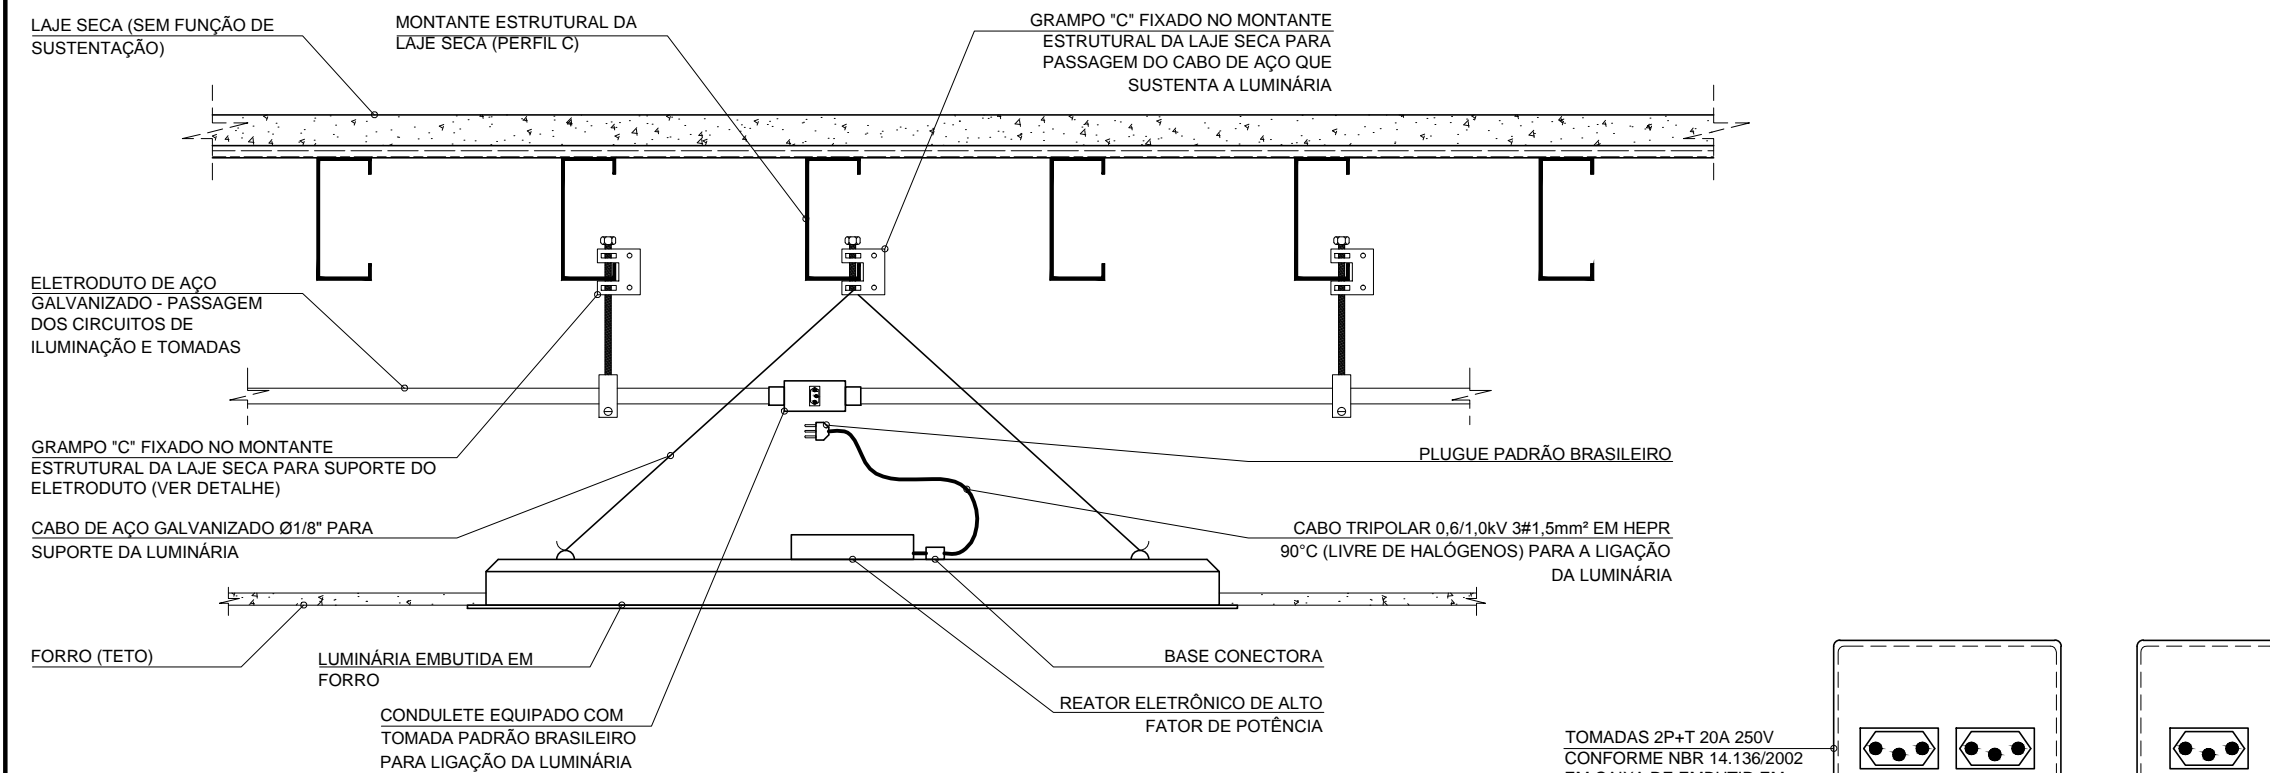 LAJE SECA (SEM FUNÇÃO DE
SUSTENTAÇÃO)
MONTANTE ESTRUTURAL DA
LAJE SECA (PERFIL C)
GRAMPO "C" FIXADO NO MONTANTE
ESTRUTURAL DA LAJE SECA PARA
PASSAGEM DO CABO DE AÇO QUE
SUSTENTA A LUMINÁRIA
ELETRODUTO DE AÇO
GALVANIZADO - PASSAGEM
DOS CIRCUITOS DE
ILUMINAÇÃO E TOMADAS
GRAMPO "C" FIXADO NO MONTANTE
ESTRUTURAL DA LAJE SECA PARA SUPORTE DO
ELETRODUTO (VER DETALHE)
PLUGUE PADRÃO BRASILEIRO
CABO DE AÇO GALVANIZADO Ø1/8" PARA
SUPORTE DA LUMINÁRIA
CABO TRIPOLAR 0,6/1,0kV 3#1,5mm² EM HEPR
90°C (LIVRE DE HALÓGENOS) PARA A LIGAÇÃO
DA LUMINÁRIA
FORRO (TETO)
LUMINÁRIA EMBUTIDA EM
FORRO
BASE CONECTORA
REATOR ELETRÔNICO DE ALTO
FATOR DE POTÊNCIA
CONDULETE EQUIPADO COM
TOMADA PADRÃO BRASILEIRO
PARA LIGAÇÃO DA LUMINÁRIA
TOMADAS 2P+T 20A 250V
CONFORME NBR 14.136/2002